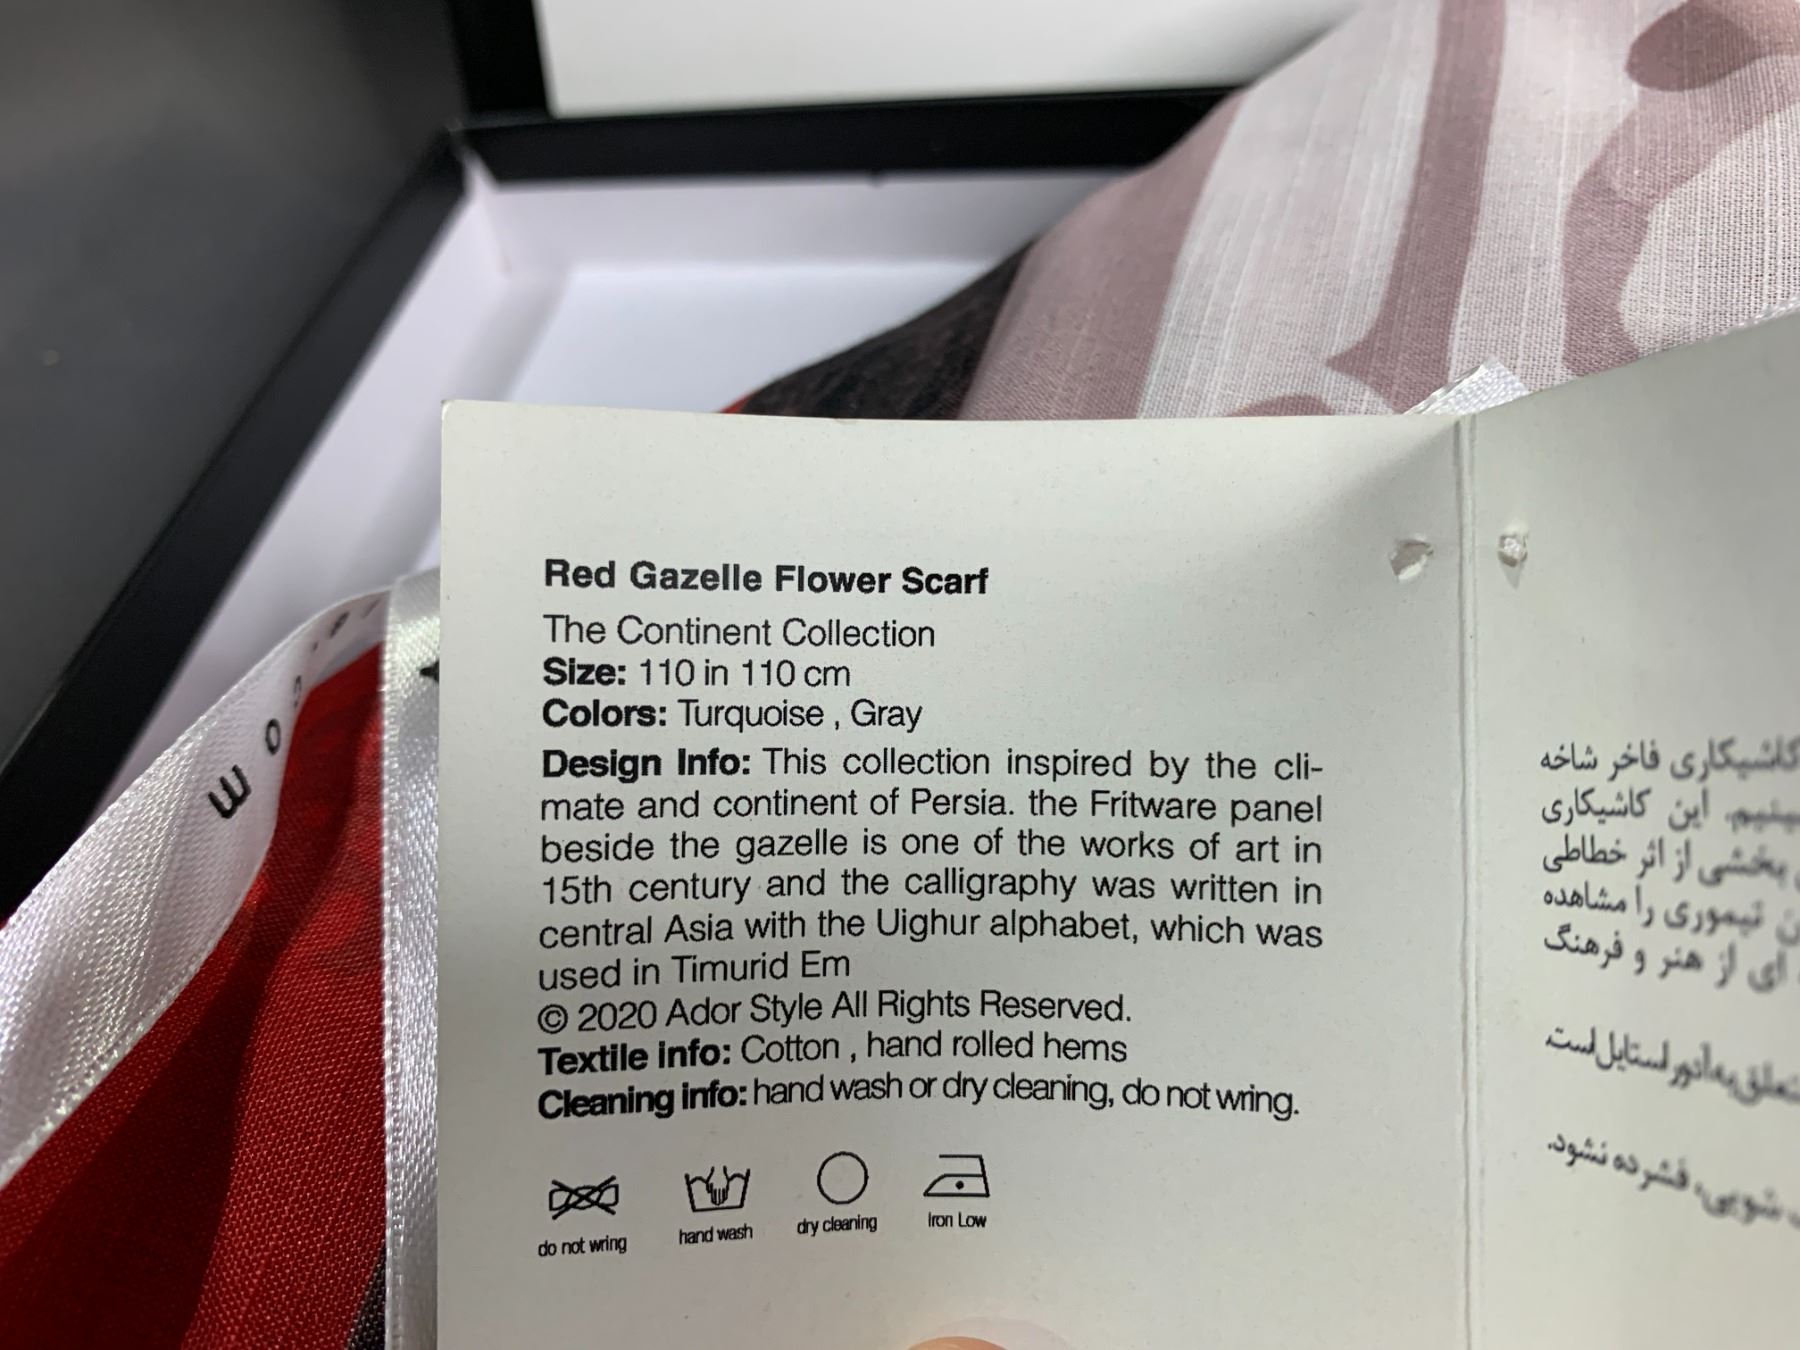 Red Gazelle Flower Scarf
The Continent Collection
Size: 110 in 110 cm
Colors: Turquoise , Gray
Design Info: This collection inspired by the cli-
mate and continent of Persia. the Fritware panel
beside the gazelle is one of the works of art in
15th century and the calligraphy was written in
central Asia with the Uighur alphabet, which was
used in Timurid Em
© 2020 Ador Style All Rights Reserved.
Textile info: Cotton , hand rolled hems
Cleaning info: hand wash or dry cleaning, do not wring.
do not wring
hand wash
dry cleaning
Iron Low
کاشیکاری فاخر شاخه
این کاشیکاری
بخشی از اثر خطاطی
تیموری را مشاهده
ای از هنر و فرهنگ
به آدور استایل است
شویی، فشرده نشود.